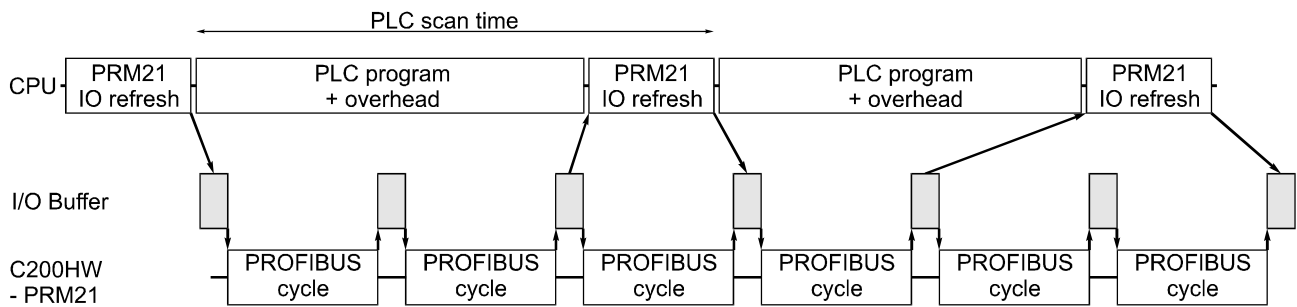 PLC scan time
CPU
PRM21
IO refresh
PLC program
+ overhead
PRM21
IO refresh
PLC program
+ overhead
PRM21
IO refresh
I/O Buffer
C200HW
- PRM21
PROFIBUS
cycle
PROFIBUS
cycle
PROFIBUS
cycle
PROFIBUS
cycle
PROFIBUS
cycle
PROFIBUS
cycle